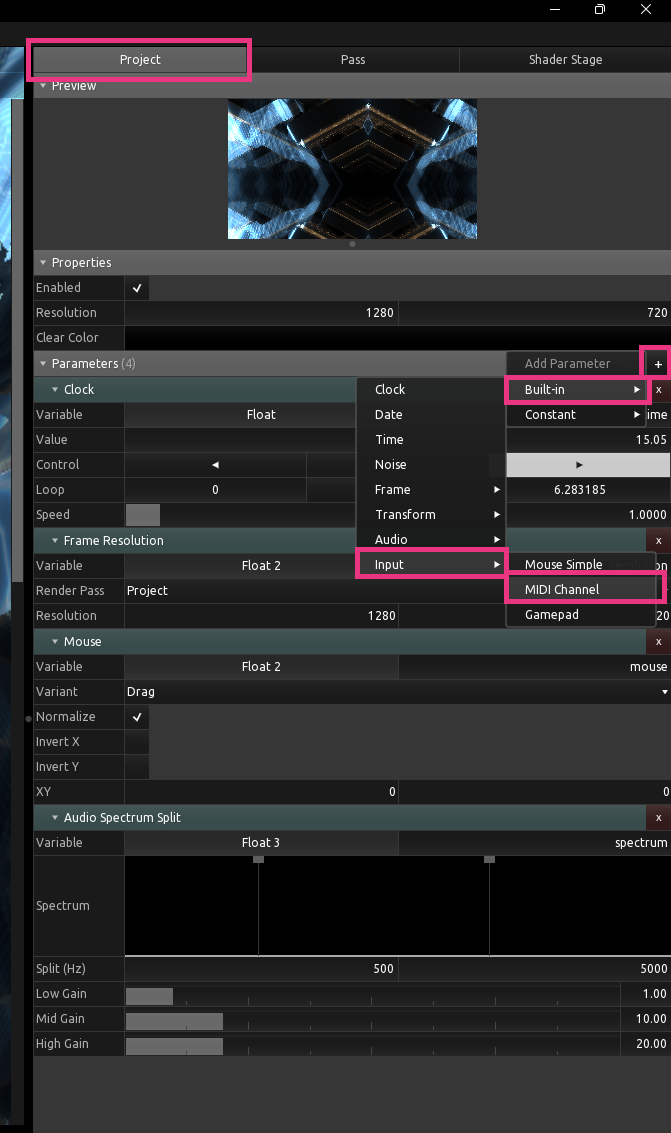 Project Pass Shader Stage
Preview
Properties
Enabled
Resolution 1280 720
Clear Color
Parameters (4) Add Parameter +
Clock Clock Built-in x
Variable Float Date Constant ime
Value Time 15.05
Control Noise
Loop 0 Frame 6.283185
Speed Transform 1.0000
Frame Resolution Audio x
Variable Float 2 Input Mouse Simple on
Render Pass Project MIDI Channel
Resolution 1280 Gamepad 20
Mouse x
Variable Float 2 mouse
Variant Drag
Normalize
Invert X
Invert Y
XY 0 0
Audio Spectrum Split x
Variable Float 3 spectrum
Spectrum
Split (Hz) 500 5000
Low Gain 1.00
Mid Gain 10.00
High Gain 20.00